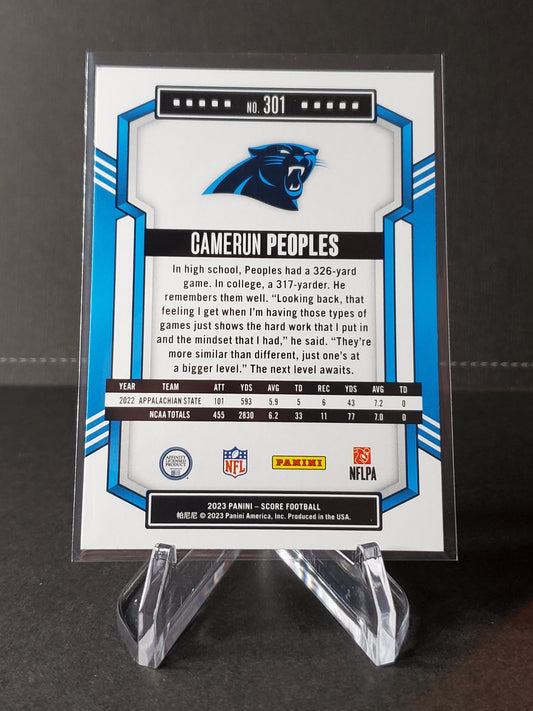 NO. 301
CAMERUN PEOPLES
In high school, Peoples had a 326-yard
game. In college, a 317-yarder. He
remembers them well. “Looking back, that
feeling I get when I’m having those types of
games just shows the hard work that I put in
and the mindset that I had,” he said. “They’re
more similar than different, just one’s at
a bigger level.” The next level awaits.
YEAR TEAM ATT YDS AVG TD REC YDS AVG TD
2022 APPALACHIAN STATE 101 593 5.9 5 6 43 7.2 0
NCAA TOTALS 455 2830 6.2 33 11 77 7.0 0
AFFINITY LICENSED PRODUCT NFL PANINI NFLPA
2023 PANINI – SCORE FOOTBALL
帕尼尼 © 2023 Panini America, Inc. Produced in the USA.